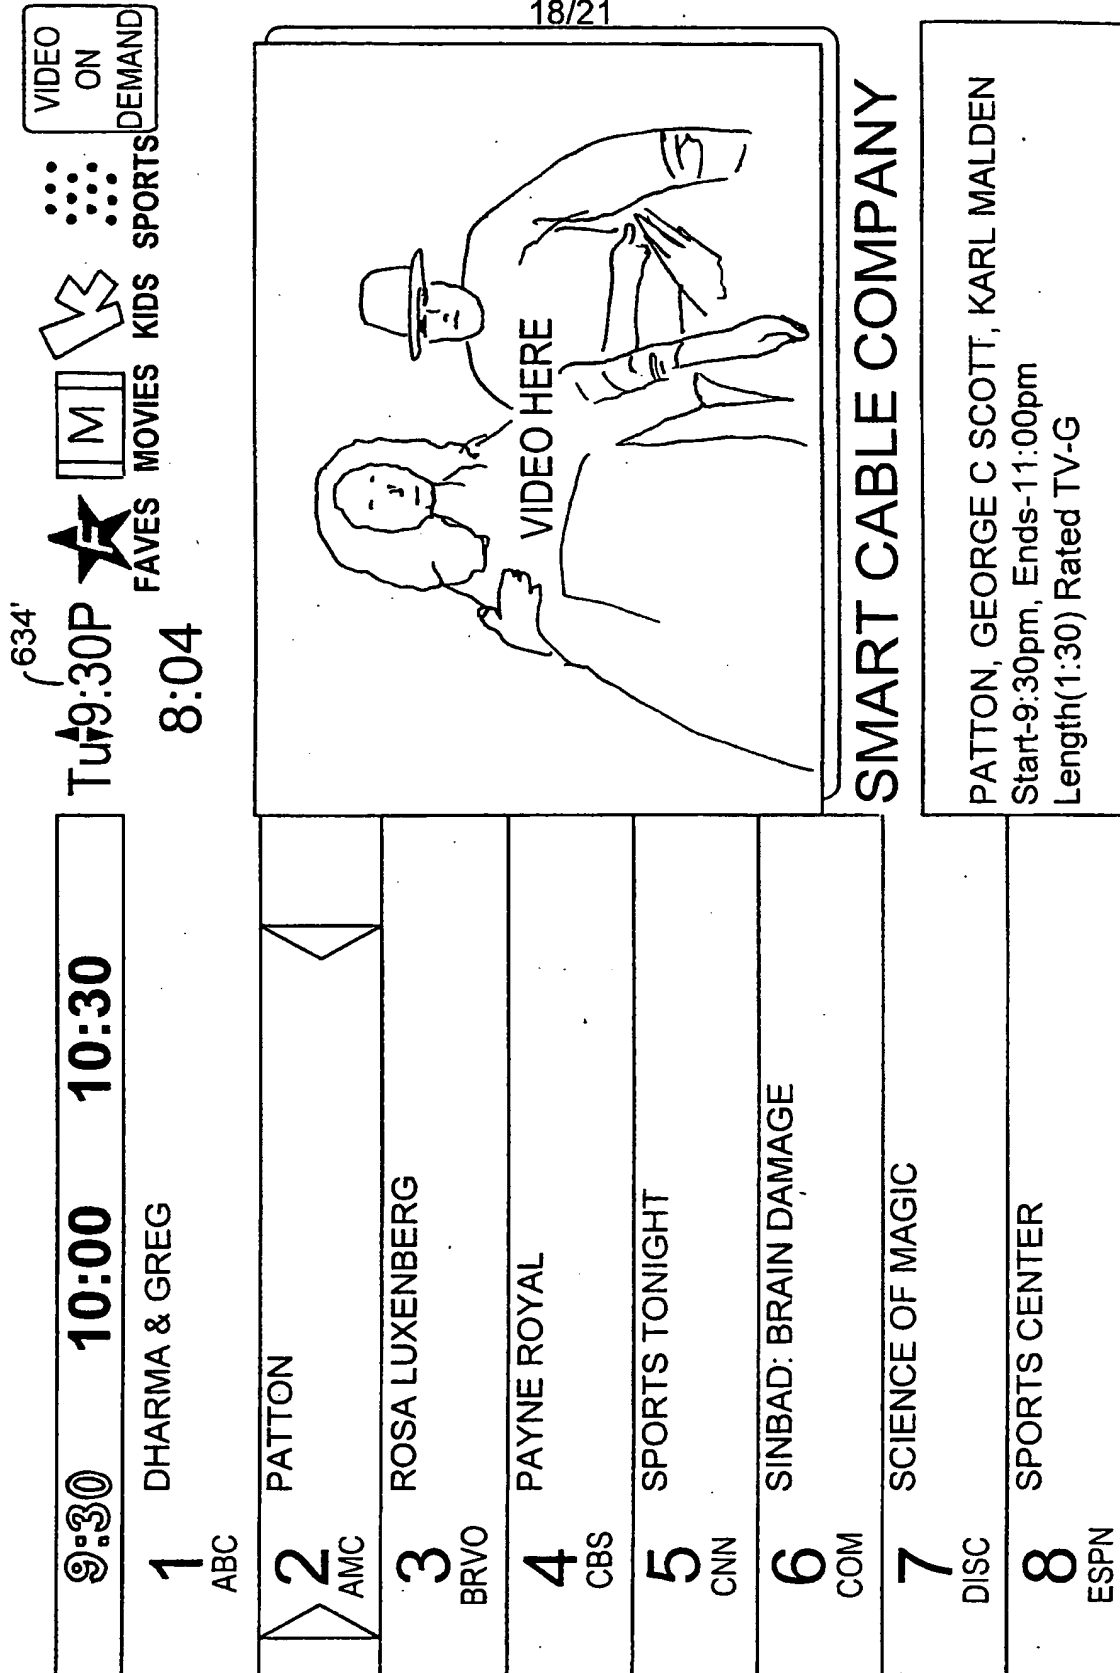 18/21
634'
9:30 10:00 10:30
Tu 9:30P
8:04
F
FAVES
M
MOVIES
K
KIDS
SPORTS
VIDEO
ON
DEMAND
1
ABC
DHARMA & GREG
2
AMC
PATTON
3
BRVO
ROSA LUXENBERG
4
CBS
PAYNE ROYAL
5
CNN
SPORTS TONIGHT
6
COM
SINBAD: BRAIN DAMAGE
7
DISC
SCIENCE OF MAGIC
8
ESPN
SPORTS CENTER
VIDEO HERE
SMART CABLE COMPANY
PATTON, GEORGE C SCOTT, KARL MALDEN
Start-9:30pm, Ends-11:00pm
Length(1:30) Rated TV-G